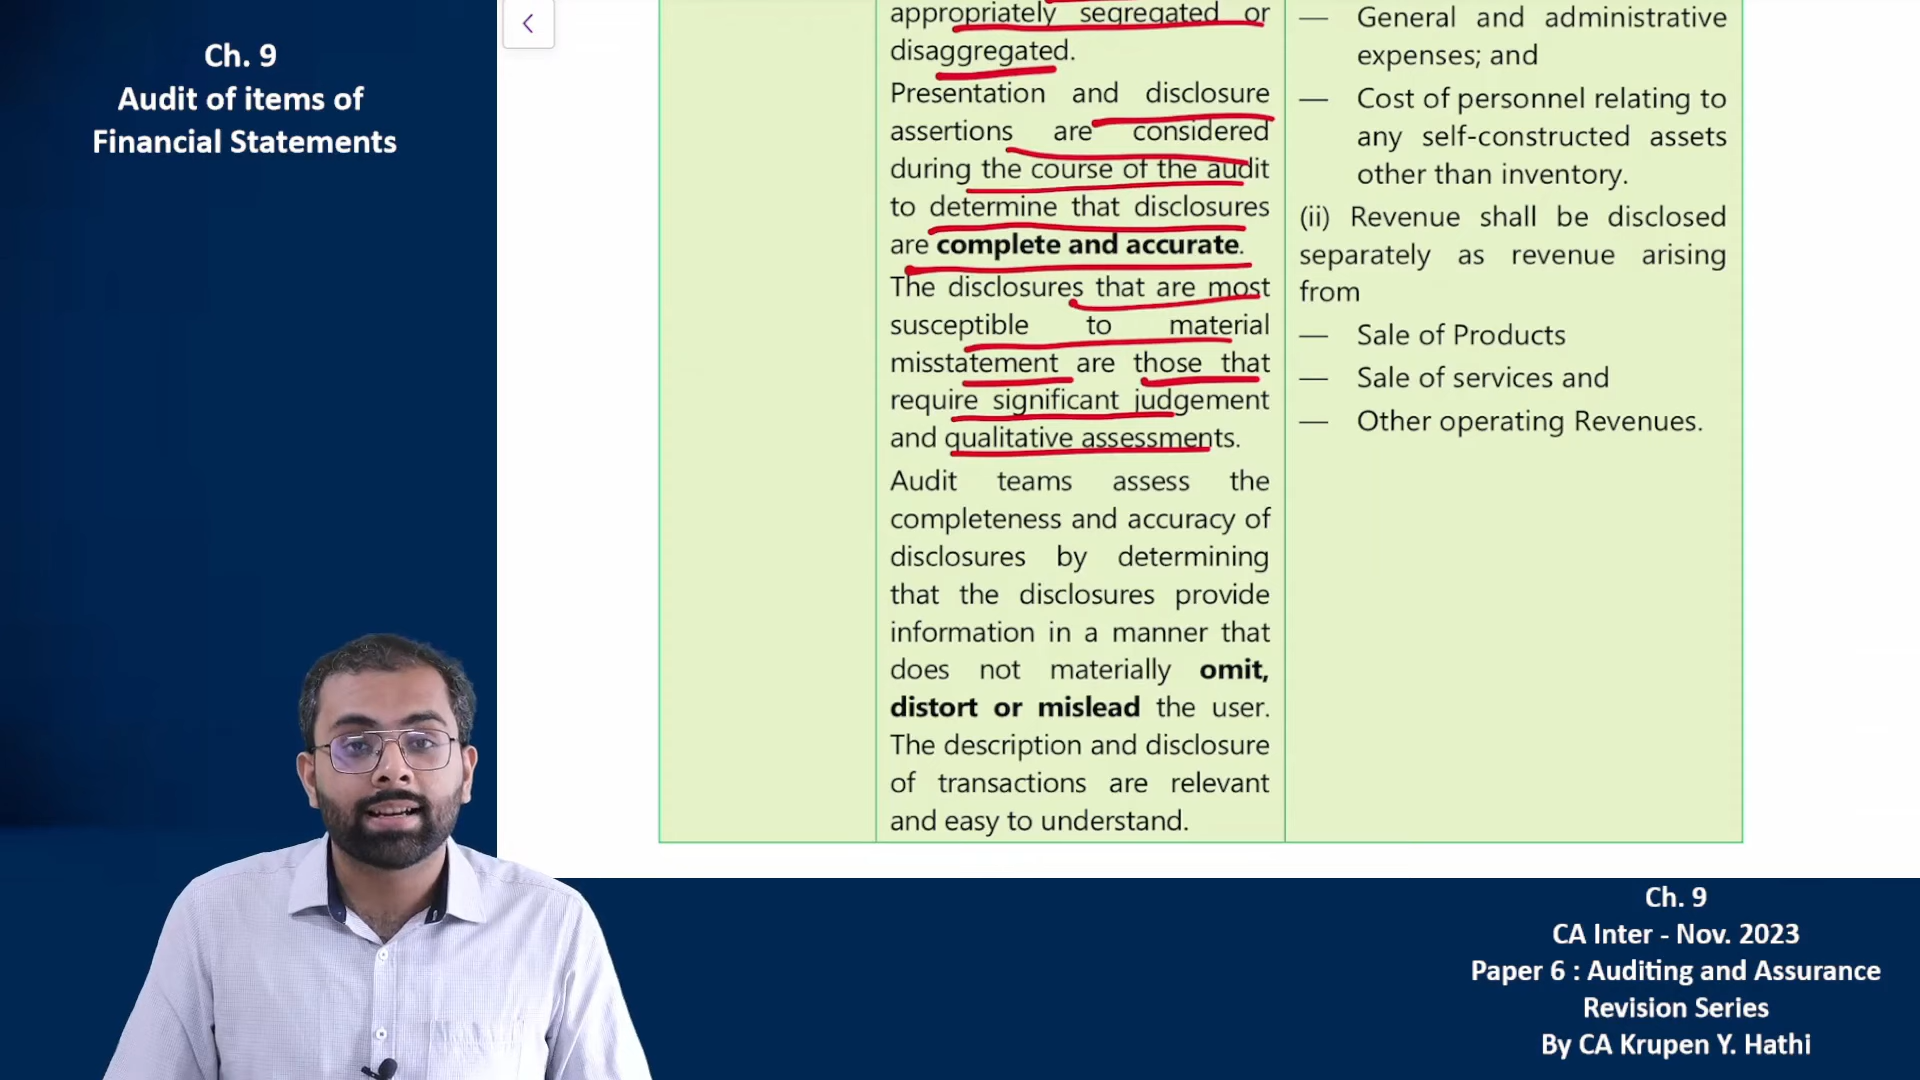 Ch. 9
Audit of items of
Financial Statements
appropriately segregated or
disaggregated.
Presentation and disclosure
assertions are considered
during the course of the audit
to determine that disclosures
are complete and accurate.
The disclosures that are most
susceptible to material
misstatement are those that
require significant judgement
and qualitative assessments.
Audit teams assess the
completeness and accuracy of
disclosures by determining
that the disclosures provide
information in a manner that
does not materially omit,
distort or mislead the user.
The description and disclosure
of transactions are relevant
and easy to understand.
— General and administrative
expenses; and
— Cost of personnel relating to
any self-constructed assets
other than inventory.
(ii) Revenue shall be disclosed
separately as revenue arising
from
— Sale of Products
— Sale of services and
— Other operating Revenues.
Ch. 9
CA Inter - Nov. 2023
Paper 6 : Auditing and Assurance
Revision Series
By CA Krupen Y. Hathi